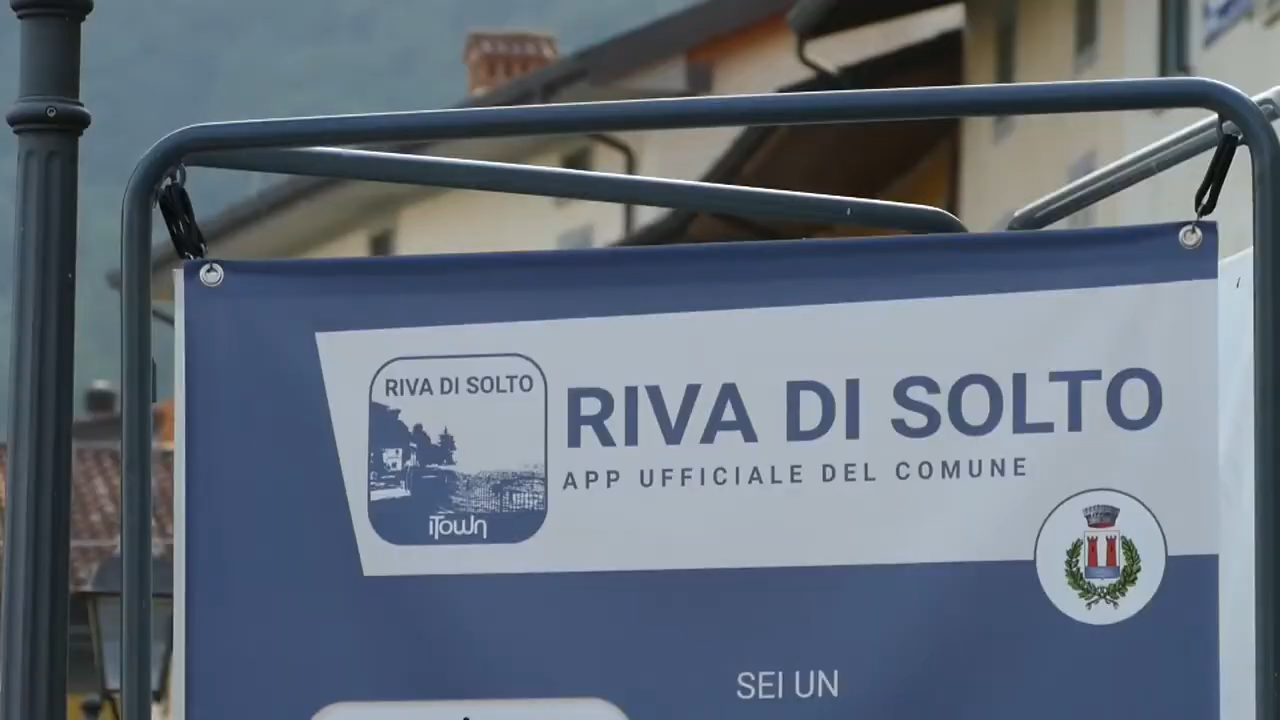 RIVA DI SOLTO
iTown
RIVA DI SOLTO
APP UFFICIALE DEL COMUNE
SEI UN